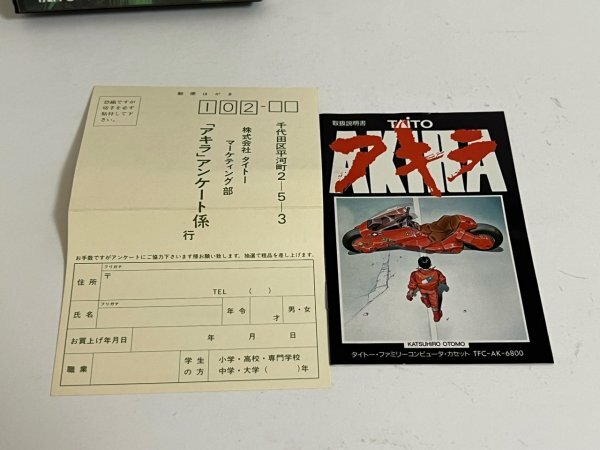 郵便はがき
恐縮ですが
切手を必ず
貼付して下
さい。
102-
千代田区平河町2-5-3
株式会社 タイトー
マーケティング部
「アキラ」アンケート係 行
お手数ですがアンケートにご協力下さいます様お願い致します。抽選で粗品を差し上げます。
フリガナ
住所
〒
TEL ( )
フリガナ
氏名
年令
才
男・女
お買上げ年月日
年 月 日
職業
学生
の方
小学・高校・専門学校
中学・大学( )年
取扱説明書
TAITO
AKIRA
アキラ
KATSUHIRO OTOMO
タイトー・ファミリーコンピュータ・カセット TFC-AK-6800